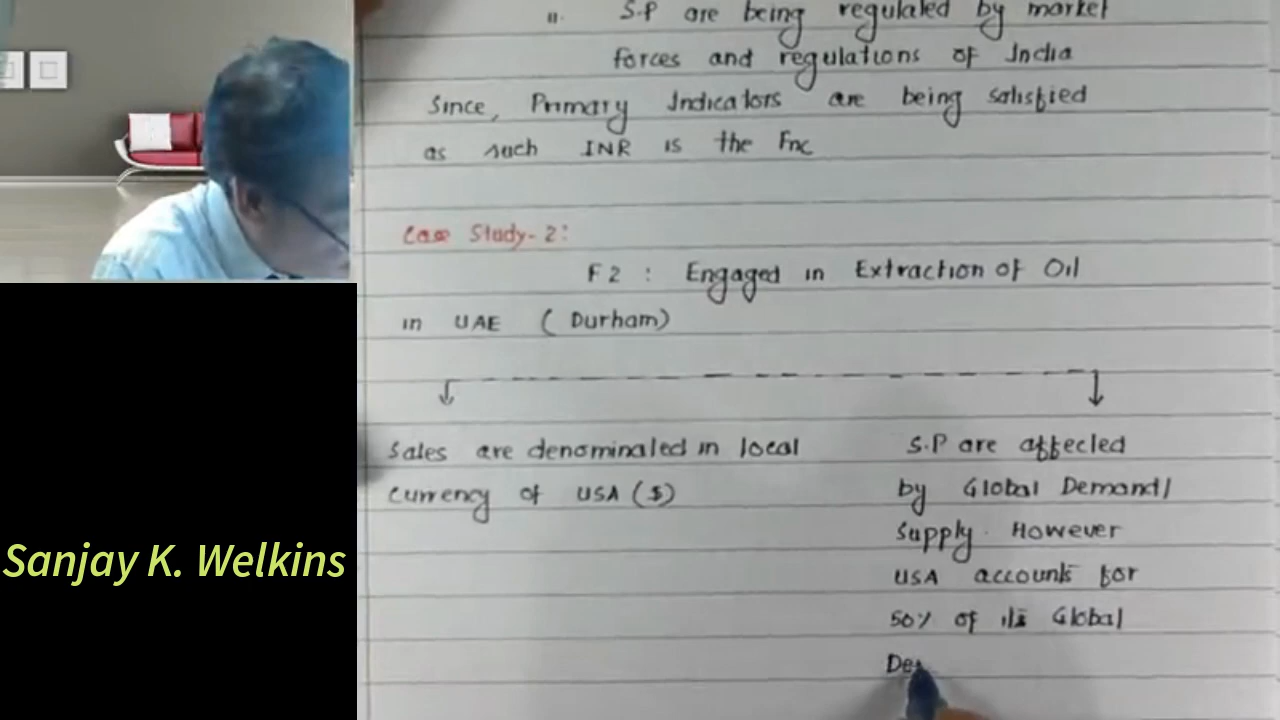 11. S.P are being regulated by market
forces and regulations of India
Since, Primary Indicators are being satisfied
as such INR is the Fnc
Case Study-2:
F2 : Engaged in Extraction of Oil
in UAE ( Durham)
Sales are denominated in local
currency of USA ($)
S.P are affected
by Global Demand/
Supply. However
USA accounts for
50% of its Global
De
Sanjay K. Welkins